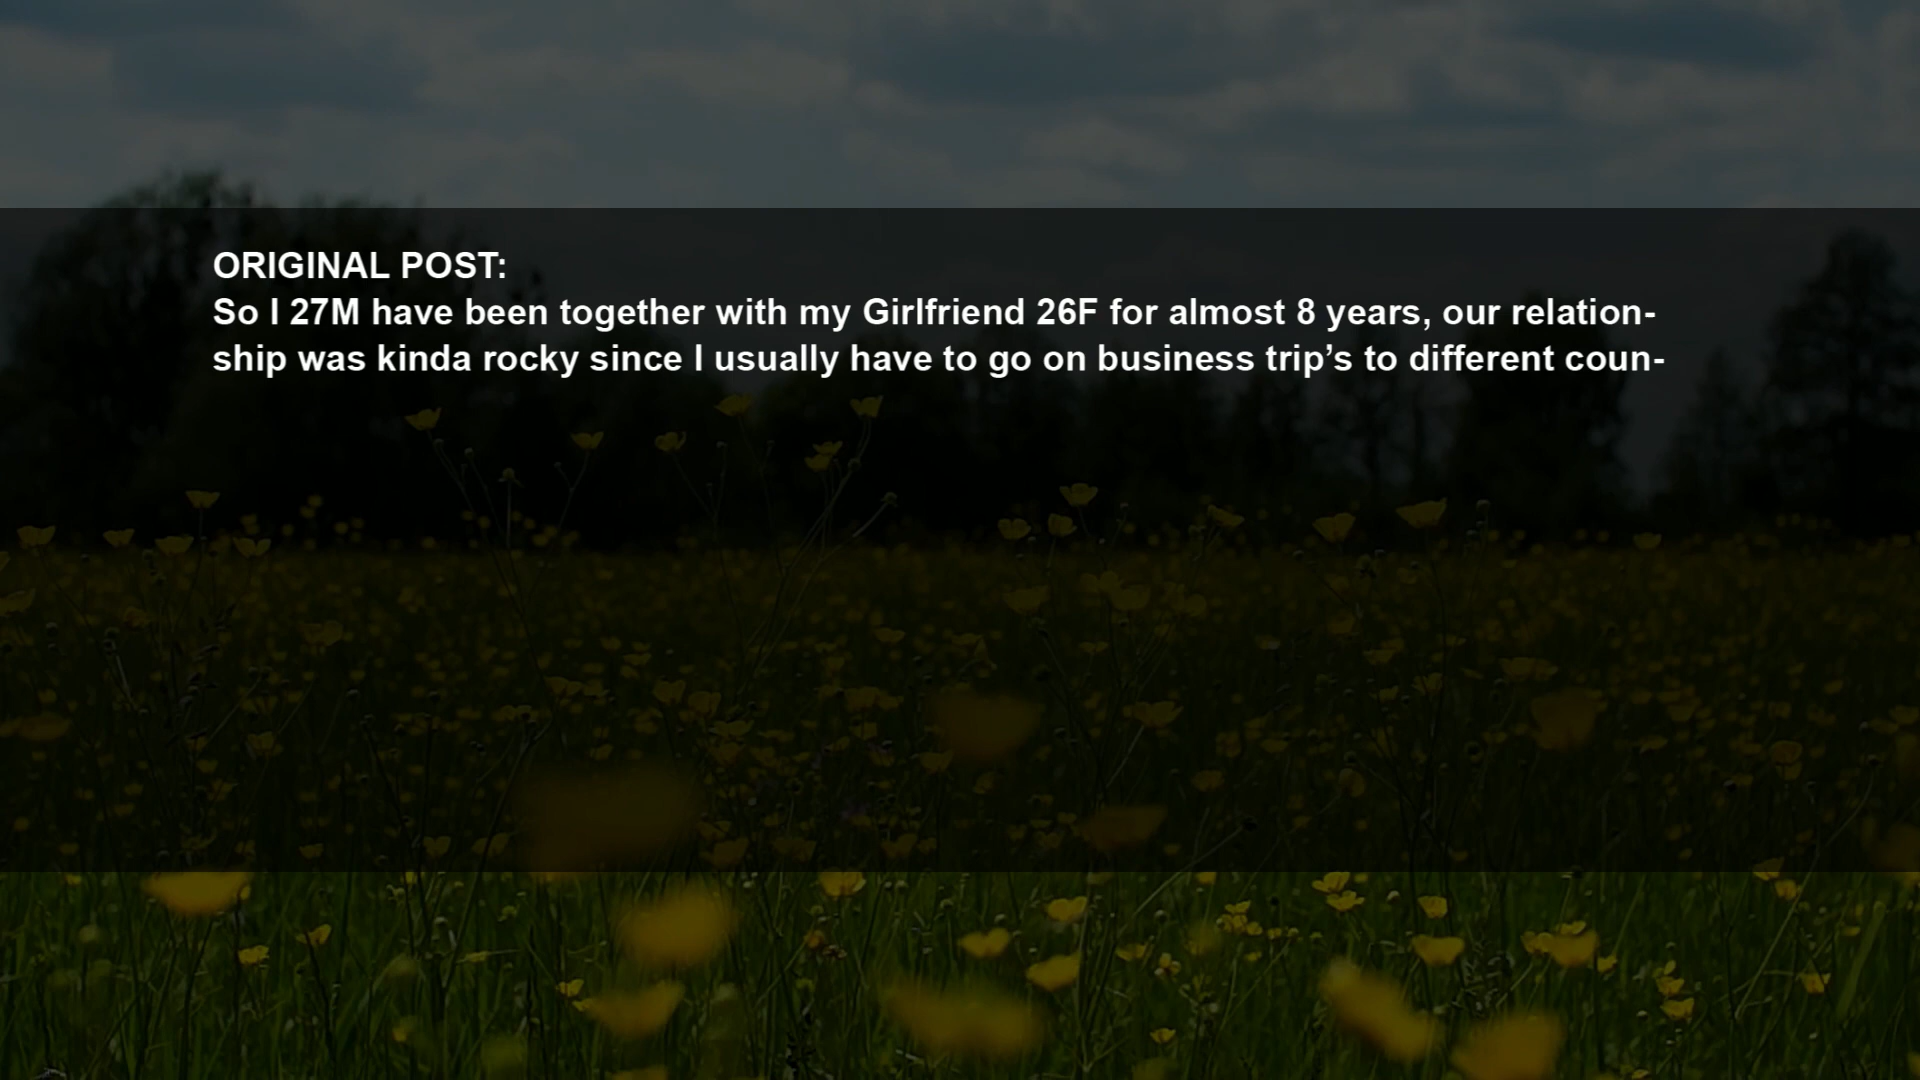 ORIGINAL POST:
So I 27M have been together with my Girlfriend 26F for almost 8 years, our relation-
ship was kinda rocky since I usually have to go on business trip’s to different coun-